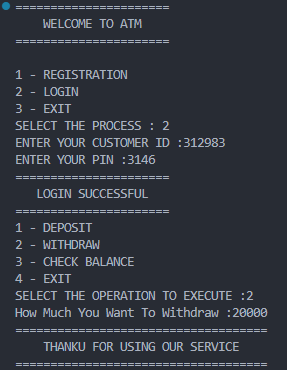 ======================
WELCOME TO ATM
======================
1 - REGISTRATION
2 - LOGIN
3 - EXIT
SELECT THE PROCESS : 2
ENTER YOUR CUSTOMER ID :312983
ENTER YOUR PIN :3146
======================
LOGIN SUCCESSFUL
======================
1 - DEPOSIT
2 - WITHDRAW
3 - CHECK BALANCE
4 - EXIT
SELECT THE OPERATION TO EXECUTE :2
How Much You Want To Withdraw :20000
====================================
THANKU FOR USING OUR SERVICE
====================================